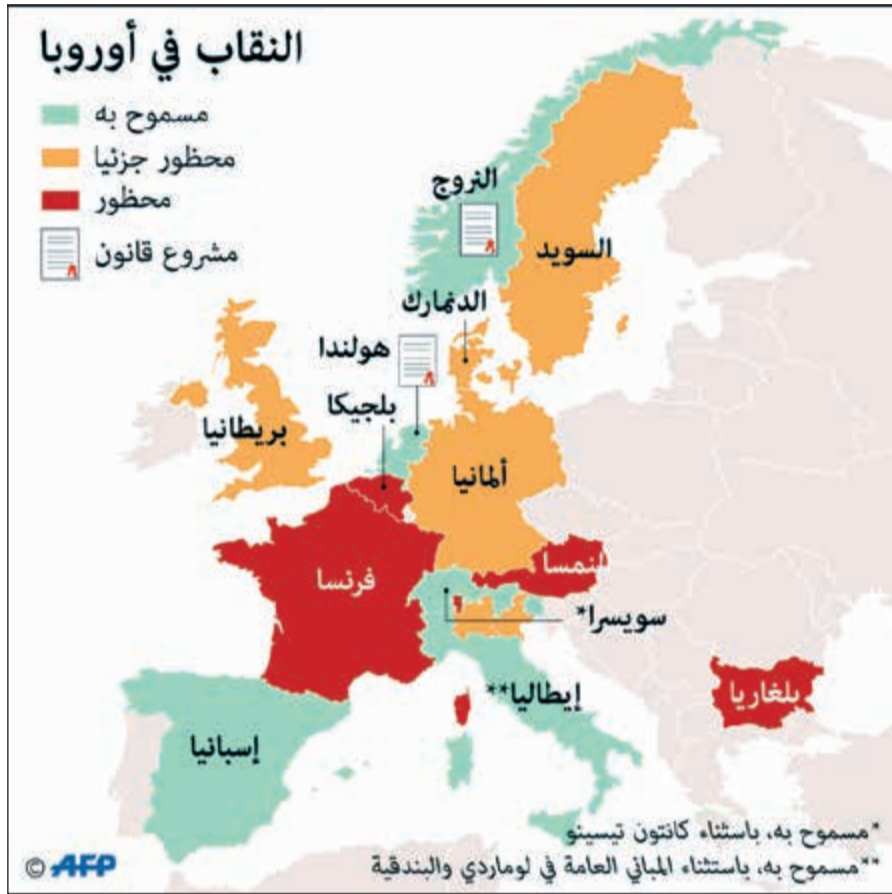 النقاب في أوروبا
مسموح به
محظور جزئيا
محظور
مشروع قانون
النروج
السويد
الدنمارك
هولندا
بلجيكا
بريطانيا
ألمانيا
النمسا
فرنسا
سويسرا*
إيطاليا**
بلغاريا
إسبانيا
*مسموح به، باستثناء كانتون تيسينو
**مسموح به، باستثناء المباني العامة في لوماردي والبندقية
© AFP